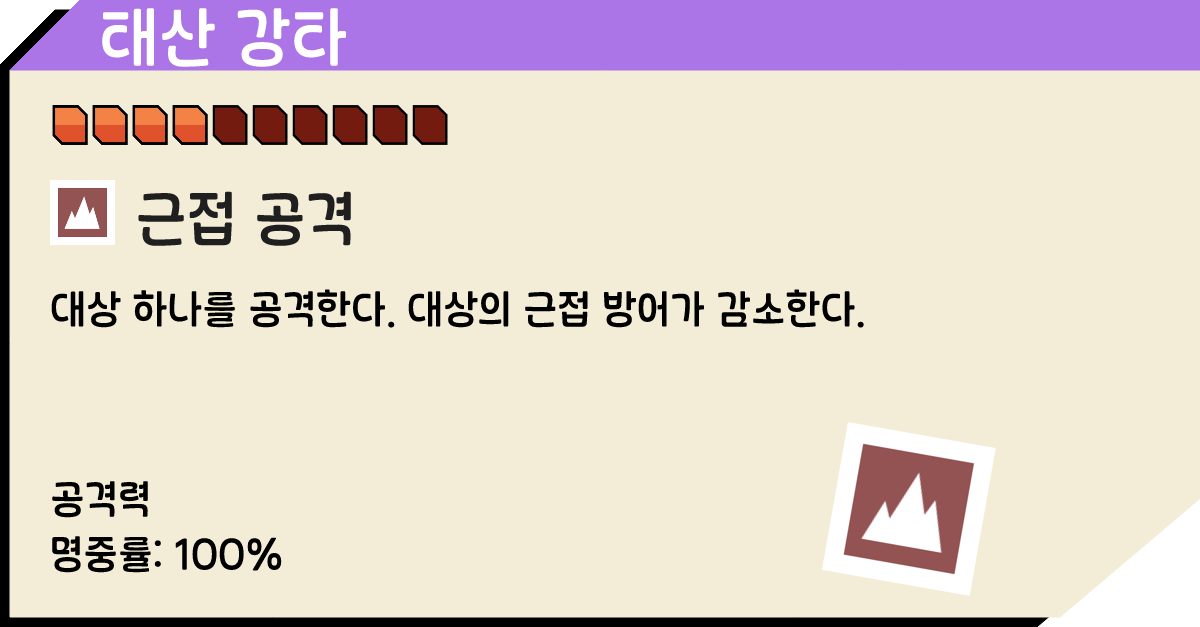 태산 강타
근접 공격
대상 하나를 공격한다. 대상의 근접 방어가 감소한다.
공격력
명중률: 100%